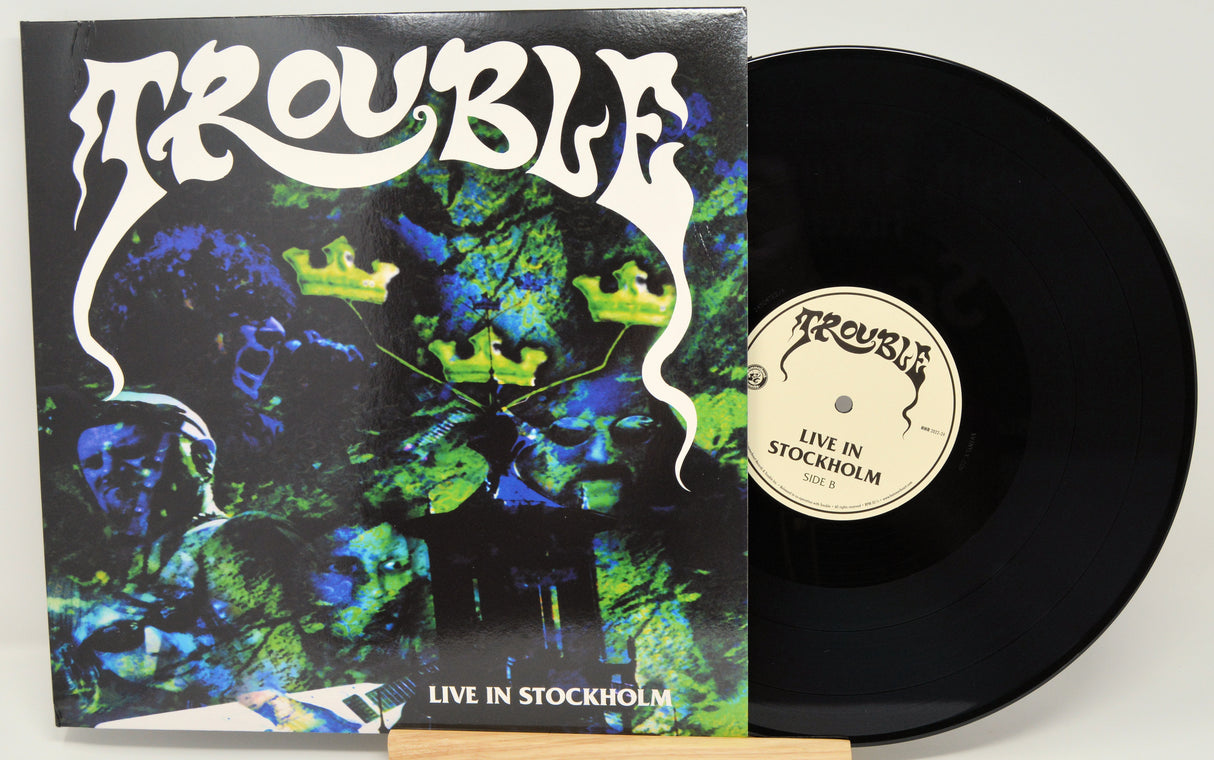 TROUBLE
LIVE IN STOCKHOLM
TROUBLE
LIVE IN
STOCKHOLM
SIDE B